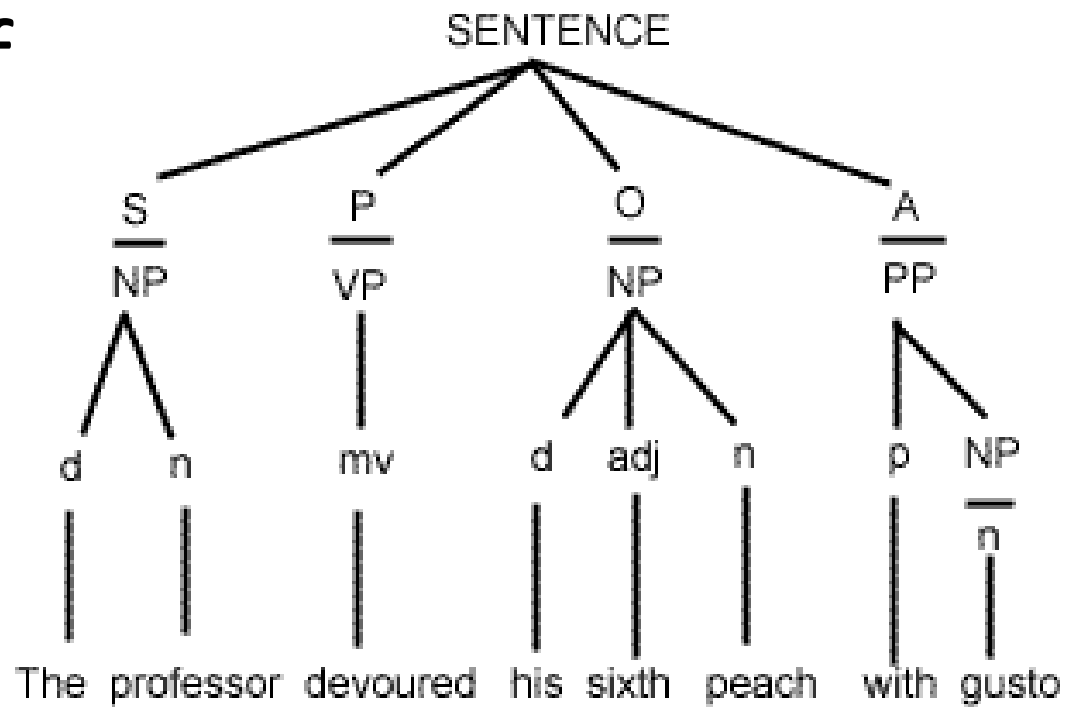 SENTENCE
S P O A
NP VP NP PP
d n mv d adj n p NP
n
The professor devoured his sixth peach with gusto